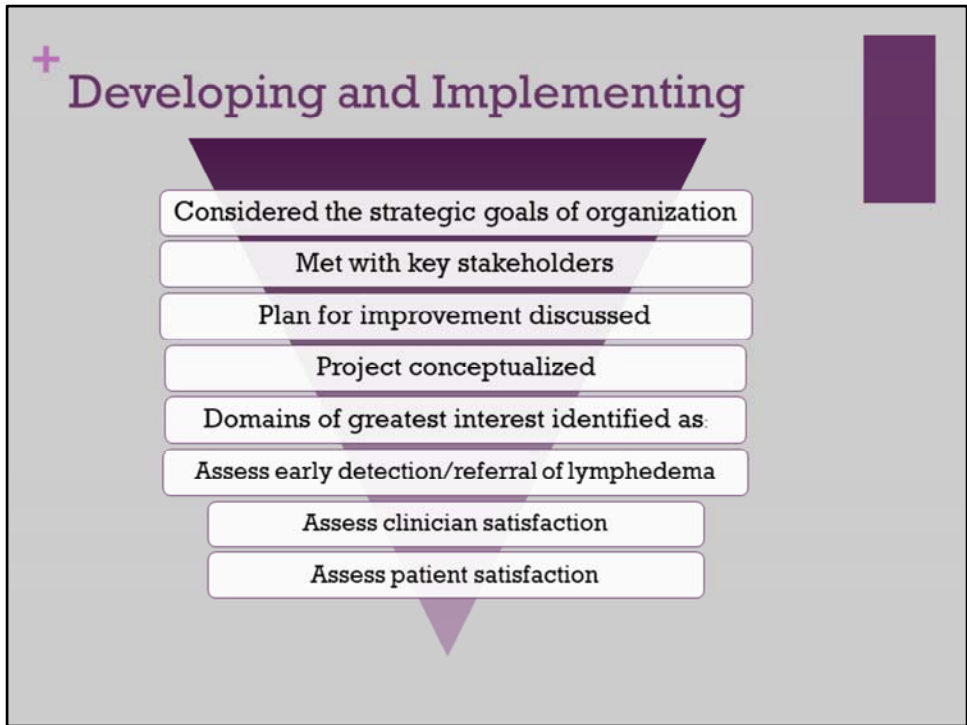 +
Developing and Implementing
Considered the strategic goals of organization
Met with key stakeholders
Plan for improvement discussed
Project conceptualized
Domains of greatest interest identified as:
Assess early detection/referral of lymphedema
Assess clinician satisfaction
Assess patient satisfaction